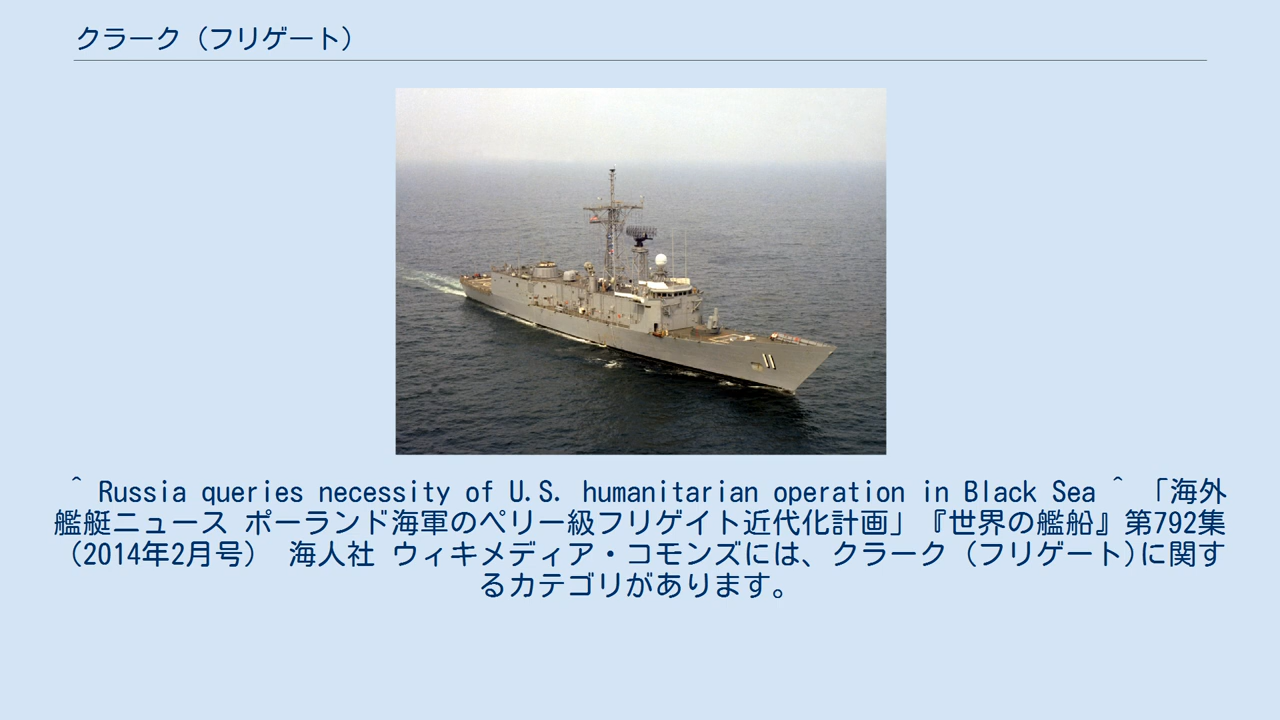 クラーク（フリゲート）
11
^ Russia queries necessity of U.S. humanitarian operation in Black Sea ^ 「海外
艦艇ニュース ポーランド海軍のペリー級フリゲイト近代化計画」『世界の艦船』第792集
（2014年2月号） 海人社 ウィキメディア・コモンズには、クラーク (フリゲート)に関す
るカテゴリがあります。